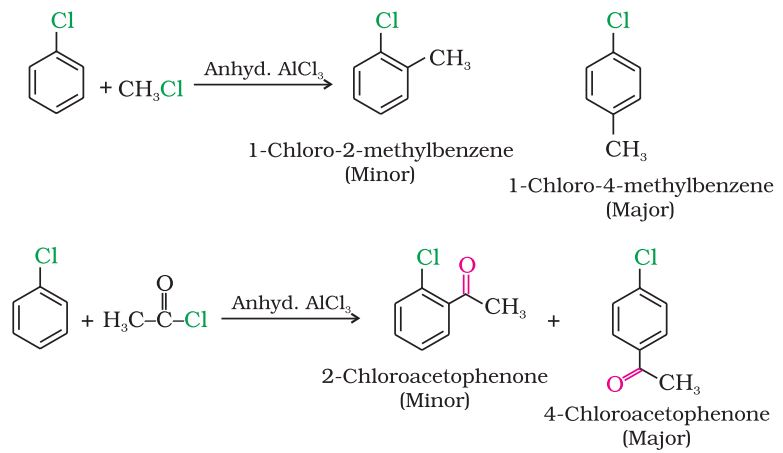 Cl
+ CH₃Cl
Anhyd. AlCl₃
Cl
CH₃
1-Chloro-2-methylbenzene
(Minor)
Cl
CH₃
1-Chloro-4-methylbenzene
(Major)
Cl
+
O
H₃C–C–Cl
Anhyd. AlCl₃
Cl
O
CH₃
2-Chloroacetophenone
(Minor)
+
Cl
O
CH₃
4-Chloroacetophenone
(Major)